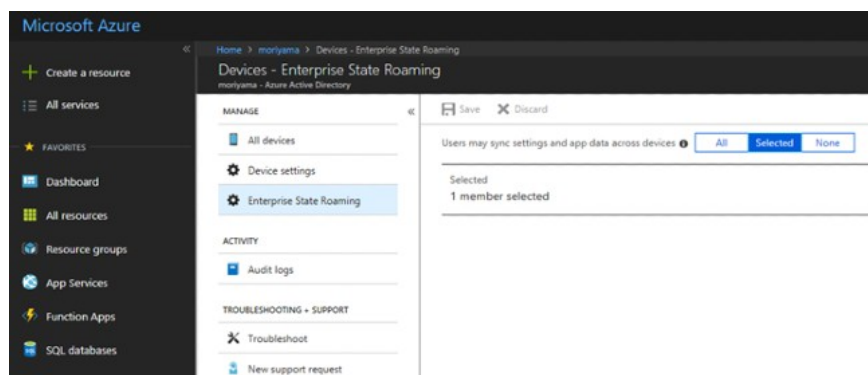 Microsoft Azure
«
Create a resource
All services
FAVORITES
Dashboard
All resources
Resource groups
App Services
Function Apps
SQL databases
Home > moriyama > Devices - Enterprise State Roaming
Devices - Enterprise State Roaming
moriyama - Azure Active Directory
MANAGE «
All devices
Device settings
Enterprise State Roaming
ACTIVITY
Audit logs
TROUBLESHOOTING + SUPPORT
Troubleshoot
New support request
Save Discard
Users may sync settings and app data across devices All Selected None
Selected
1 member selected